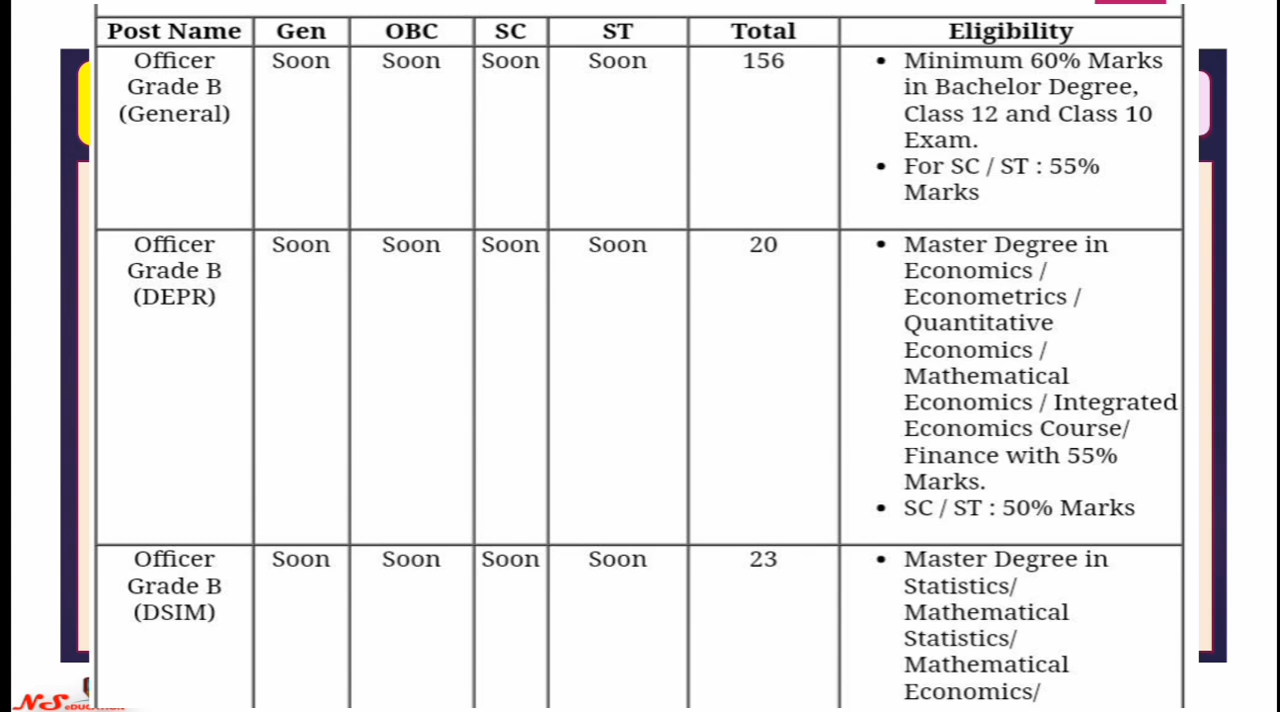 Post Name Gen OBC SC ST Total Eligibility
Officer Grade B (General) Soon Soon Soon Soon 156
• Minimum 60% Marks
in Bachelor Degree,
Class 12 and Class 10
Exam.
• For SC / ST : 55%
Marks
Officer Grade B (DEPR) Soon Soon Soon Soon 20
• Master Degree in
Economics /
Econometrics /
Quantitative
Economics /
Mathematical
Economics / Integrated
Economics Course/
Finance with 55%
Marks.
• SC / ST : 50% Marks
Officer Grade B (DSIM) Soon Soon Soon Soon 23
• Master Degree in
Statistics/
Mathematical
Statistics/
Mathematical
Economics/
NS